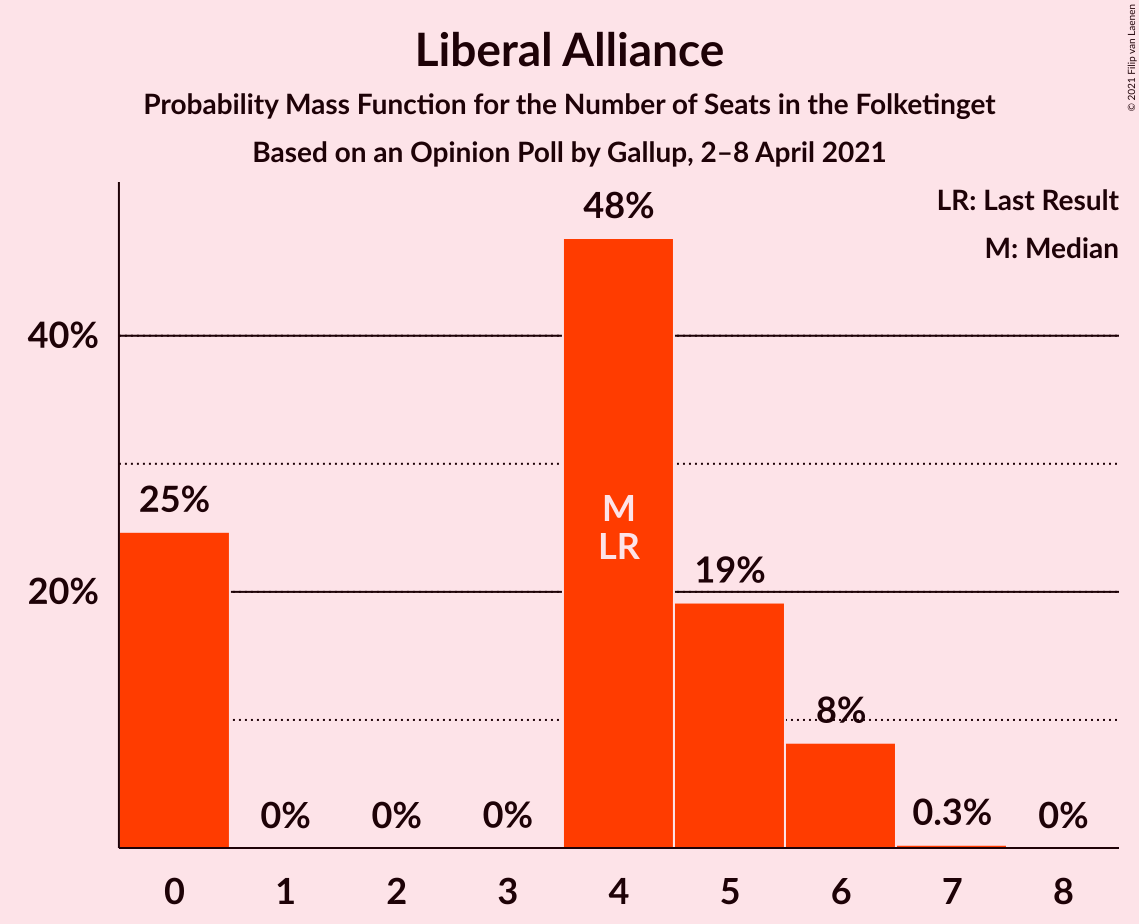 Liberal Alliance
Probability Mass Function for the Number of Seats in the Folketinget
Based on an Opinion Poll by Gallup, 2–8 April 2021
© 2021 Filip van Laenen
LR: Last Result
M: Median
48%
40%
25%
M
LR
20%
19%
8%
0%
0%
0%
0.3%
0%
0
1
2
3
4
5
6
7
8